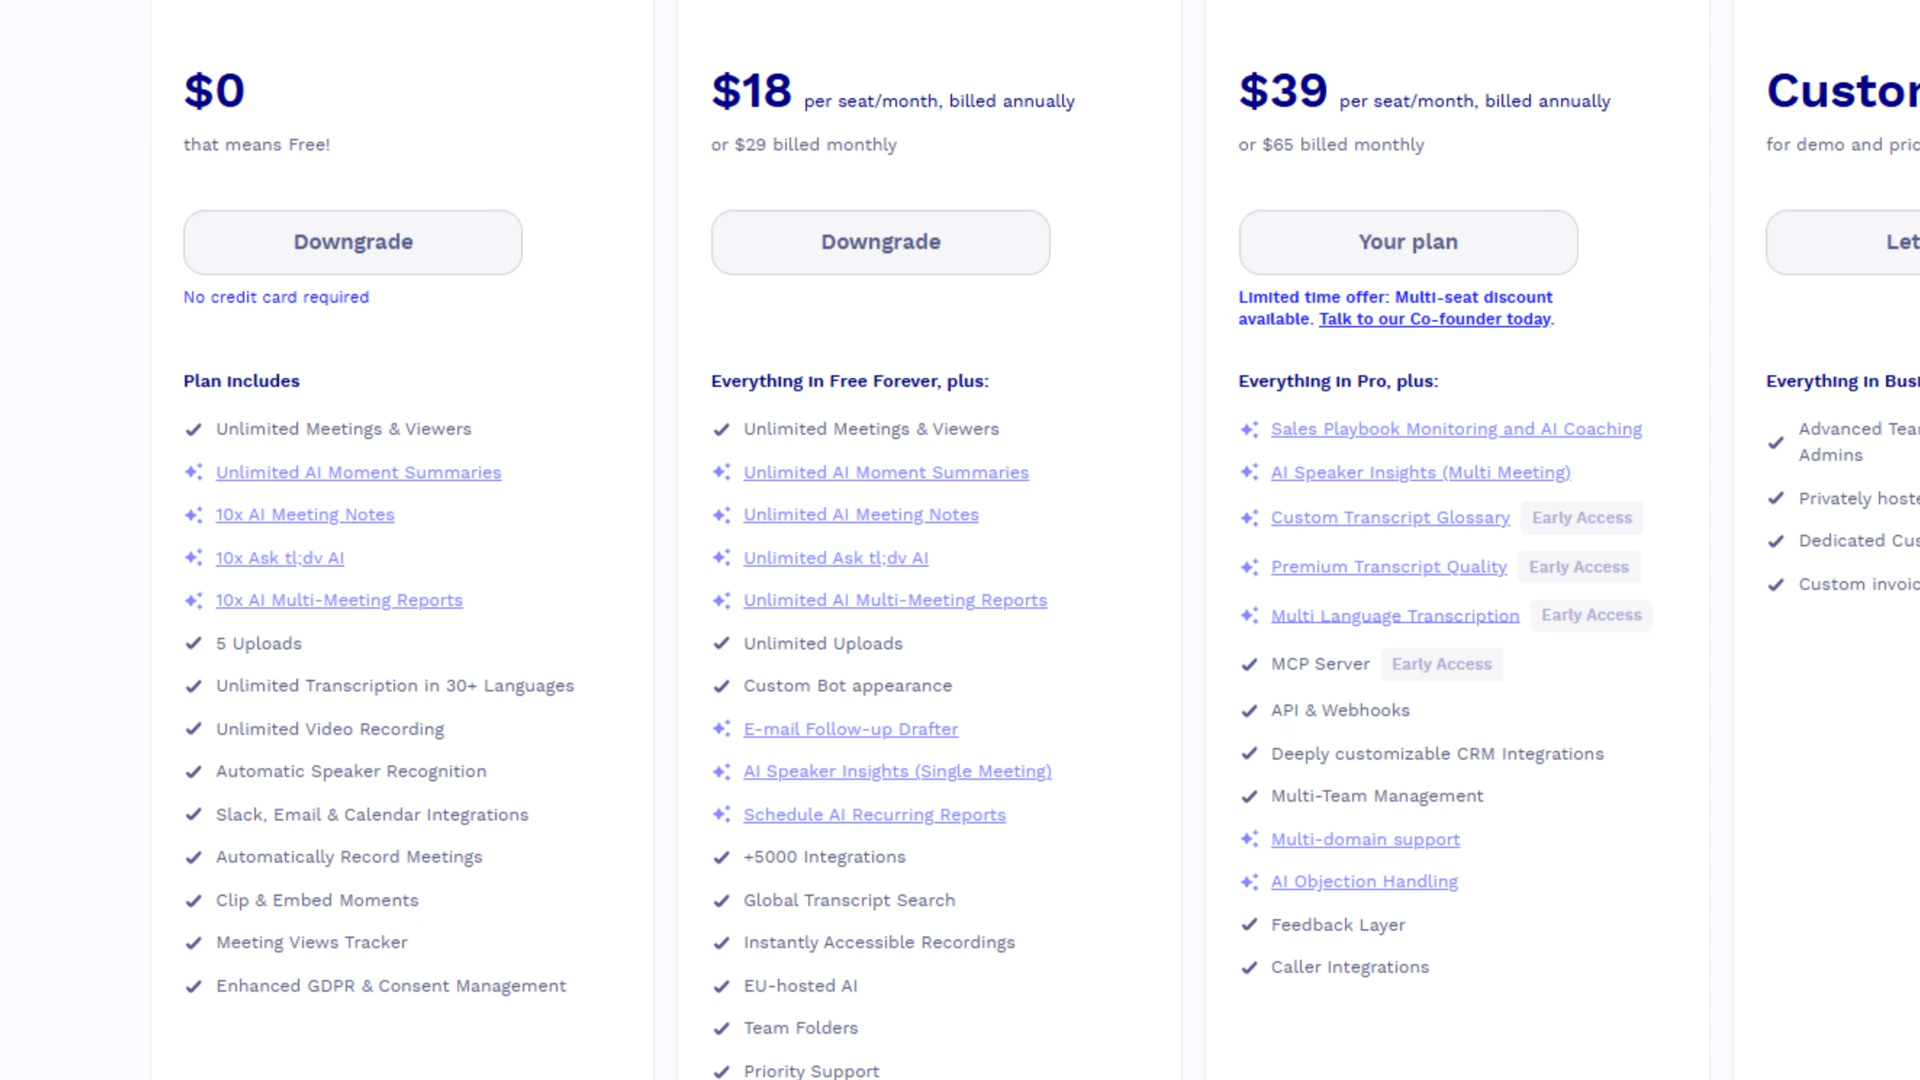 $0
that means Free!
Downgrade
No credit card required
Plan includes
Unlimited Meetings & Viewers
Unlimited AI Moment Summaries
10x AI Meeting Notes
10x Ask tl;dv AI
10x AI Multi-Meeting Reports
5 Uploads
Unlimited Transcription in 30+ Languages
Unlimited Video Recording
Automatic Speaker Recognition
Slack, Email & Calendar Integrations
Automatically Record Meetings
Clip & Embed Moments
Meeting Views Tracker
Enhanced GDPR & Consent Management
$18 per seat/month, billed annually
or $29 billed monthly
Downgrade
Everything in Free Forever, plus:
Unlimited Meetings & Viewers
Unlimited AI Moment Summaries
Unlimited AI Meeting Notes
Unlimited Ask tl;dv AI
Unlimited AI Multi-Meeting Reports
Unlimited Uploads
Custom Bot appearance
E-mail Follow-up Drafter
AI Speaker Insights (Single Meeting)
Schedule AI Recurring Reports
+5000 Integrations
Global Transcript Search
Instantly Accessible Recordings
EU-hosted AI
Team Folders
Priority Support
$39 per seat/month, billed annually
or $65 billed monthly
Your plan
Limited time offer: Multi-seat discount
available. Talk to our Co-founder today.
Everything in Pro, plus:
Sales Playbook Monitoring and AI Coaching
AI Speaker Insights (Multi Meeting)
Custom Transcript Glossary Early Access
Premium Transcript Quality Early Access
Multi Language Transcription Early Access
MCP Server Early Access
API & Webhooks
Deeply customizable CRM Integrations
Multi-Team Management
Multi-domain support
AI Objection Handling
Feedback Layer
Caller Integrations
for demo and
Let
Everything in
Advanced
Admins
Privately
Dedicated
Custom